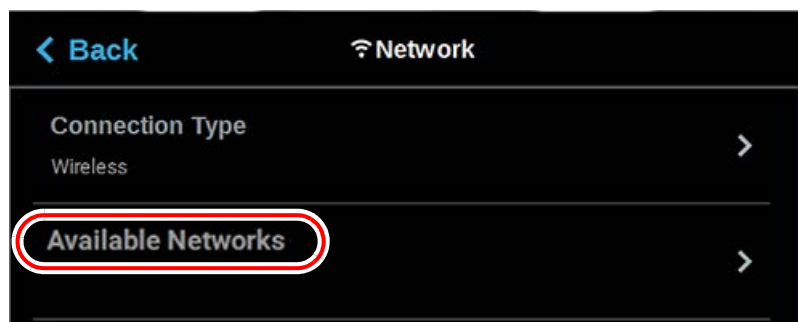 Back
Network
Connection Type
Wireless
Available Networks